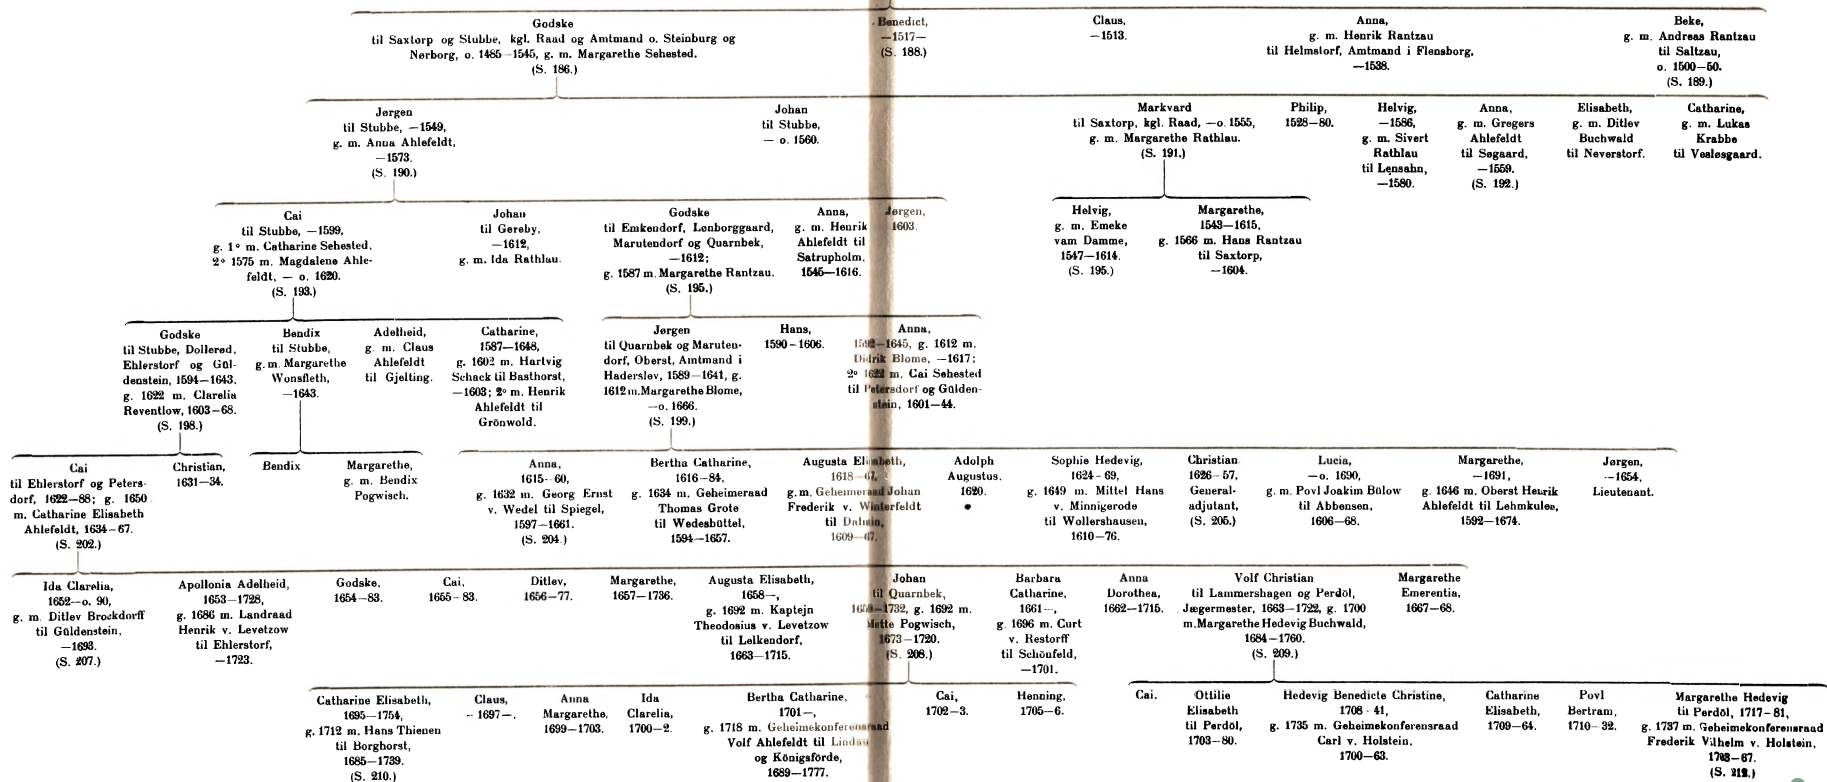 Godske
til Saxtorp og Stubbe, kgl. Raad og Amtmand o. Steinburg og
Nørborg, o. 1485–1545, g. m. Margarethe Sehested.
(S. 186.)
Benedict,
—1517—
(S. 188.)
Claus,
—1513.
Anna,
g. m. Henrik Rantzau
til Helmstorf, Amtmand i Flensborg,
—1538.
Beke,
g. m. Andreas Rantzau
til Saltzau,
o. 1500—50.
(S. 189.)
Jørgen
til Stubbe, —1549,
g. m. Anna Ahlefeldt,
—1573.
(S. 190.)
Johan
til Stubbe,
— o. 1560.
Markvard
til Saxtorp, kgl. Raad, —o. 1555,
g. m. Margarethe Rathlau.
(S. 191.)
Philip,
1528—80.
Helvig,
—1586,
g. m. Sivert
Rathlau
til Lensahn,
—1580.
Anna,
g. m. Gregers
Ahlefeldt
til Søgaard,
—1559.
(S. 192.)
Elisabeth,
g. m. Ditlev
Buchwald
til Neverstorf.
Catharine,
g. m. Lukas
Krabbe
til Vesløsgaard.
Cai
til Stubbe, —1599,
g. 1° m. Catharine Sehested,
2° 1575 m. Magdalene Ahle-
feldt, — o. 1620.
(S. 193.)
Johan
til Gereby,
—1612,
g. m. Ida Rathlau.
Godske
til Emkendorf, Lønborggaard,
Marutendorf og Quarnbek,
—1612;
g. 1587 m. Margarethe Rantzau.
(S. 195.)
Anna,
g. m. Henrik
Ahlefeldt til
Satrupholm,
1545—1616.
Jørgen,
1603.
Helvig,
g. m. Emeke
vam Damme,
1547—1614.
(S. 195.)
Margarethe,
1543—1615,
g. 1566 m. Hans Rantzau
til Saxtorp,
—1604.
Godske
til Stubbe, Dollerød,
Ehlerstorf og Gül-
denstein, 1594—1643.
g. 1622 m. Clarelia
Reventlow, 1603—68.
(S. 198.)
Bendix
til Stubbe,
g. m. Margarethe
Wonsfleth,
—1643.
Adelheid,
g. m. Claus
Ahlefeldt
til Gjelting.
Catharine,
1587—1648,
g. 1602 m. Hartvig
Schack til Basthorst,
—1603; 2° m. Henrik
Ahlefeldt til
Grönwold.
Jørgen
til Quarnbek og Maruten-
dorf, Oberst, Amtmand i
Haderslev, 1589—1641, g.
1612 m. Margarethe Blome,
—o. 1666.
(S. 199.)
Hans,
1590–1606.
Anna,
1592—1645, g. 1612 m.
Didrik Blome, —1617;
2° 1622 m. Cai Sehested
til Petersdorf og Gülden-
stein, 1601—44.
Cai
til Ehlerstorf og Peters-
dorf, 1622—88; g. 1650
m. Catharine Elisabeth
Ahlefeldt, 1634—67.
(S. 202.)
Christian,
1631—34.
Bendix
Margarethe,
g. m. Bendix
Pogwisch.
Anna,
1615—60,
g. 1632 m. Georg Ernst
v. Wedel til Spiegel,
1597—1661.
(S. 204.)
Bertha Catharine,
1616—84,
g. 1634 m. Geheimeraad
Thomas Grote
til Wedesbüttel,
1594—1657.
Augusta Elisabeth,
1618—67,
g. m. Geheimeraad Johan
Frederik v. Winterfeldt
til Dalmin,
1609—67.
Adolph
Augustus.
1620.
Sophie Hedevig,
1624—69,
g. 1649 m. Mittel Hans
v. Minnigerode
til Wollershausen,
1610—76.
Christian
1626—57,
General-
adjutant,
(S. 205.)
Lucia,
—o. 1690,
g. m. Povl Joakim Bülow
til Abbensen,
1606—68.
Margarethe,
—1691,
g. 1646 m. Oberst Henrik
Ahlefeldt til Lehmkulen,
1592—1674.
Jørgen,
—1654,
Lieutenant.
Ida Clarelia,
1652—o. 90,
g. m. Ditlev Brockdorff
til Güldenstein,
—1693.
(S. 207.)
Apollonia Adelheid,
1653—1728,
g. 1686 m. Landraad
Henrik v. Levetzow
til Ehlerstorf,
—1723.
Godske,
1654—83.
Cai,
1655—83.
Ditlev,
1656—77.
Margarethe,
1657—1736.
Augusta Elisabeth,
1658—,
g. 1692 m. Kaptejn
Theodosius v. Levetzow
til Lelkendorf,
1663—1715.
Johan
til Quarnbek,
1659—1732, g. 1692 m.
Mette Pogwisch,
1673—1720.
(S. 208.)
Barbara
Catharine,
1661—,
g. 1696 m. Curt
v. Restorff
til Schönfeld,
—1701.
Anna
Dorothea,
1662—1715.
Volf Christian
til Lammershagen og Perdöl,
Jægermester, 1663—1722, g. 1700
m. Margarethe Hedevig Buchwald,
1684—1760.
(S. 209.)
Margarethe
Emerentia,
1667—68.
Catharine Elisabeth,
1695—1754,
g. 1712 m. Hans Thienen
til Borghorst,
1685—1739.
(S. 210.)
Claus,
–1697—.
Anna
Margarethe,
1699—1703.
Ida
Clarelia,
1700—2.
Bertha Catharine,
1701—,
g. 1718 m. Geheimekonferensraad
Volf Ahlefeldt til Lindau
og Königsförde,
1689—1777.
Cai,
1702—3.
Henning,
1705—6.
Cai.
Ottilie
Elisabeth
til Perdöl,
1703—80.
Hedevig Benedicte Christine,
1708–41,
g. 1735 m. Geheimekonferensraad
Carl v. Holstein,
1700—63.
Catharine
Elisabeth,
1709—64.
Povl
Bertram,
1710—32.
Margarethe Hedevig
til Perdöl, 1717–81,
g. 1737 m. Geheimekonferensraad
Frederik Vilhelm v. Holstein,
1703—67.
(S. 212.)